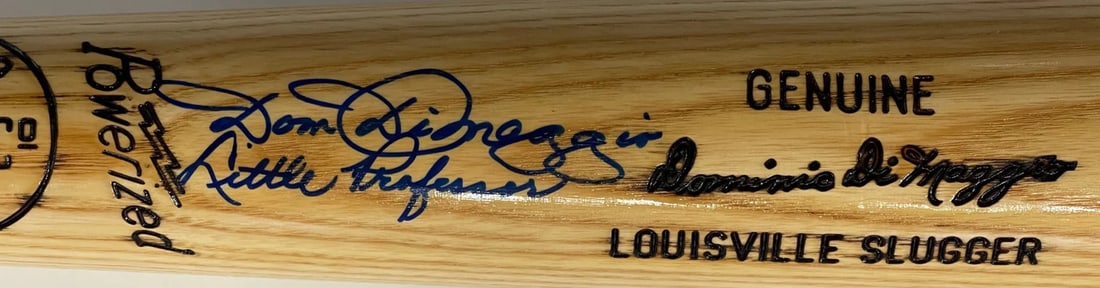 Powerized
Dom DiMaggio
Little Professor
GENUINE
Dominic DiMaggio
LOUISVILLE SLUGGER